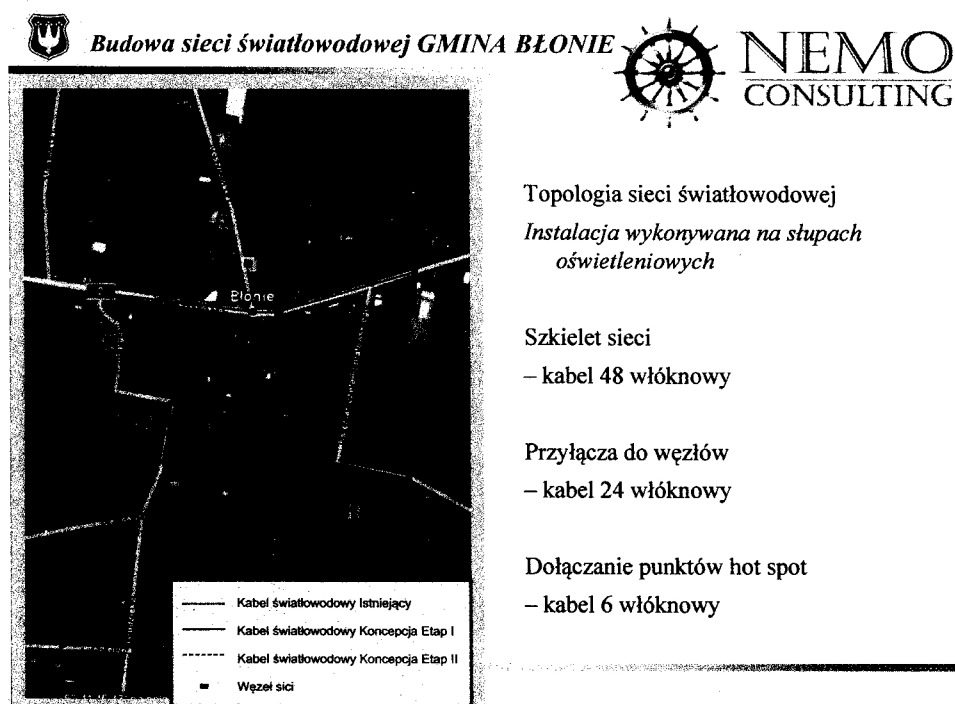 Budowa sieci światłowodowej GMINA BŁONIE
NEMO
CONSULTING
Błonie
Topologia sieci światłowodowej
Instalacja wykonywana na słupach
oświetleniowych
Szkielet sieci
– kabel 48 włóknowy
Przyłącza do węzłów
– kabel 24 włóknowy
Dołączanie punktów hot spot
– kabel 6 włóknowy
Kabel światłowodowy Istniejący
Kabel światłowodowy Koncepcja Etap I
Kabel światłowodowy Koncepcja Etap II
Węzeł sici